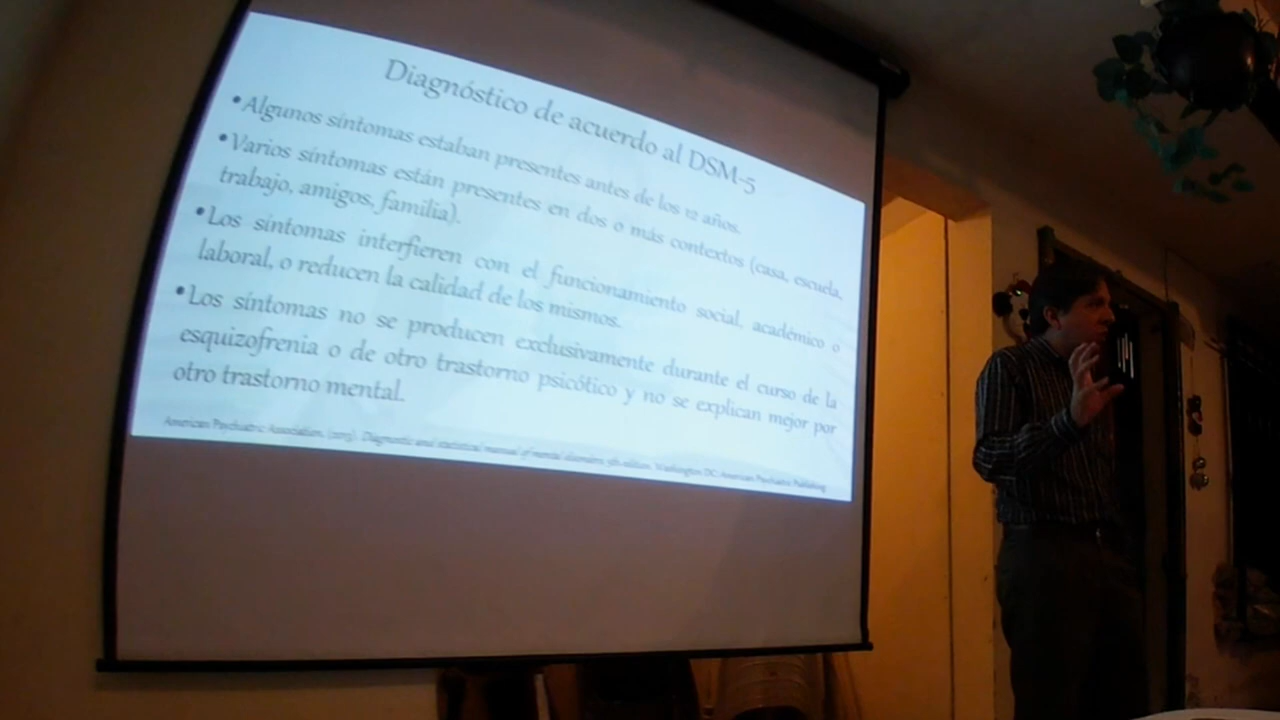 Diagnóstico de acuerdo al DSM-5
•Algunos síntomas estaban presentes antes de los 12 años.
•Varios síntomas están presentes en dos o más contextos (casa, escuela,
trabajo, amigos, familia).
•Los síntomas interfieren con el funcionamiento social, académico o
laboral, o reducen la calidad de los mismos.
•Los síntomas no se producen exclusivamente durante el curso de la
esquizofrenia o de otro trastorno psicótico y no se explican mejor por
otro trastorno mental.
American Psychiatric Association. (2013). Diagnostic and statistical manual of mental disorders, 5th edition. Washington DC: American Psychiatric Publishing